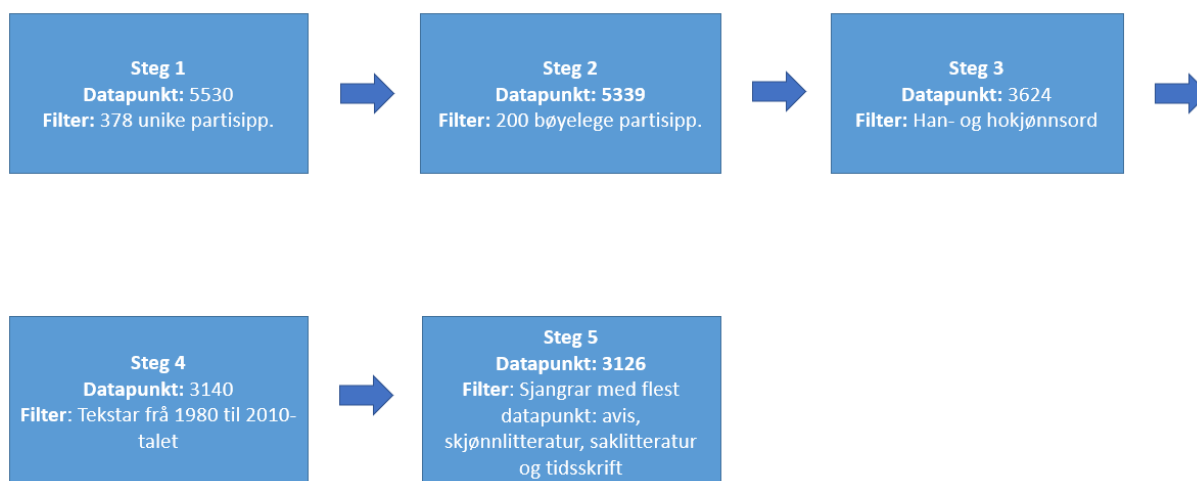 Steg 1
Datapunkt: 5530
Filter: 378 unike partisipp.
Steg 2
Datapunkt: 5339
Filter: 200 bøyelege partisipp.
Steg 3
Datapunkt: 3624
Filter: Han- og hokjønnsord
Steg 4
Datapunkt: 3140
Filter: Tekstar frå 1980 til 2010-
talet
Steg 5
Datapunkt: 3126
Filter: Sjangrar med flest
datapunkt: avis,
skjønnlitteratur, saklitteratur
og tidsskrift